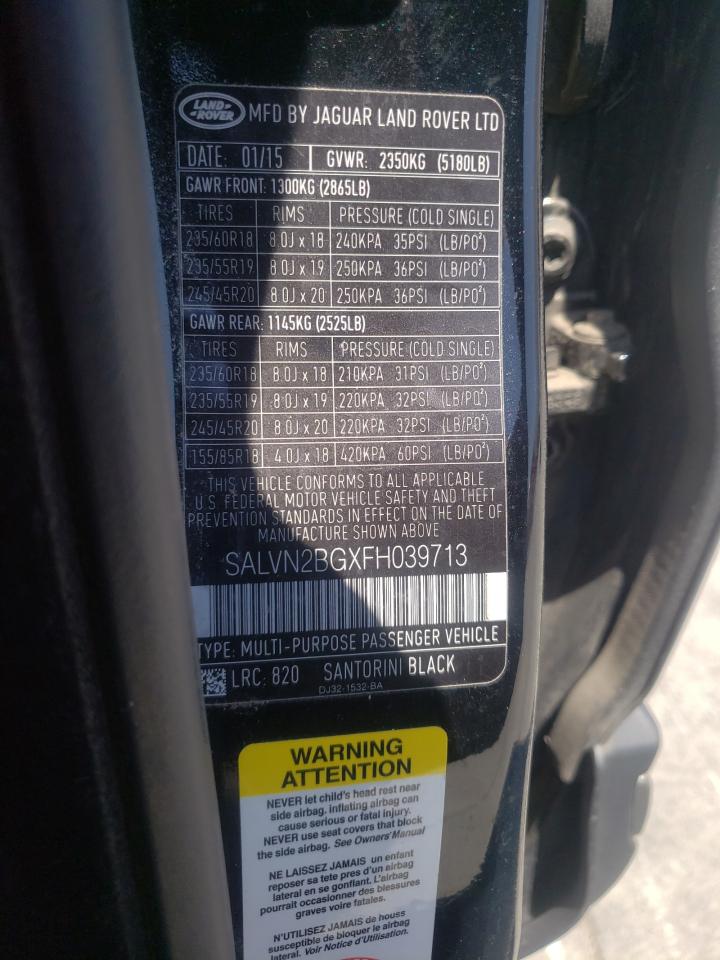 LAND ROVER MFD BY JAGUAR LAND ROVER LTD
DATE: 01/15 GVWR: 2350KG (5180LB)
GAWR FRONT: 1300KG (2865LB)
TIRES RIMS PRESSURE (COLD SINGLE)
235/60R18 8.0J x 18 240KPA 35PSI (LB/PO²)
235/55R19 8.0J x 19 250KPA 36PSI (LB/PO²)
245/45R20 8.0J x 20 250KPA 36PSI (LB/PO²)
GAWR REAR: 1145KG (2525LB)
TIRES RIMS PRESSURE (COLD SINGLE)
235/60R18 8.0J x 18 210KPA 31PSI (LB/PO²)
235/55R19 8.0J x 19 220KPA 32PSI (LB/PO²)
245/45R20 8.0J x 20 220KPA 32PSI (LB/PO²)
155/85R18 4.0J x 18 420KPA 60PSI (LB/PO²)
THIS VEHICLE CONFORMS TO ALL APPLICABLE
U.S. FEDERAL MOTOR VEHICLE SAFETY AND THEFT
PREVENTION STANDARDS IN EFFECT ON THE DATE OF
MANUFACTURE SHOWN ABOVE
SALVN2BGXFH039713
TYPE: MULTI-PURPOSE PASSENGER VEHICLE
LRC: 820 SANTORINI BLACK
DJ32-1532-BA
WARNING
ATTENTION
NEVER let child's head rest near
side airbag. inflating airbag can
cause serious or fatal injury.
NEVER use seat covers that block
the side airbag. See Owners' Manual
NE LAISSEZ JAMAIS un enfant
reposer sa tete pres d'un airbag
lateral en se gonflant. L'airbag
pourrait occasionner des blessures
graves voire fatales.
N'UTILISER JAMAIS de houss
susceptible de bloquer le airbag
lateral. Voir Notice d'Utilisation.